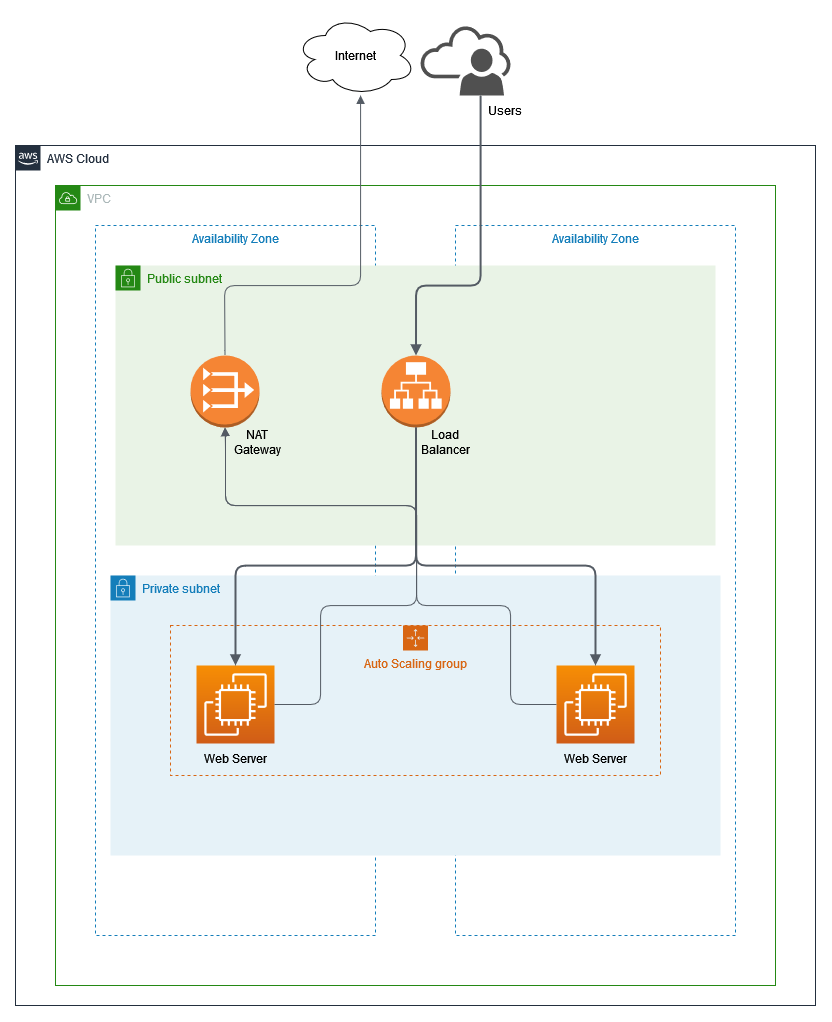 Internet
Users
aws
AWS Cloud
VPC
Availability Zone
Availability Zone
Public subnet
NAT
Gateway
Load
Balancer
Private subnet
Auto Scaling group
Web Server
Web Server